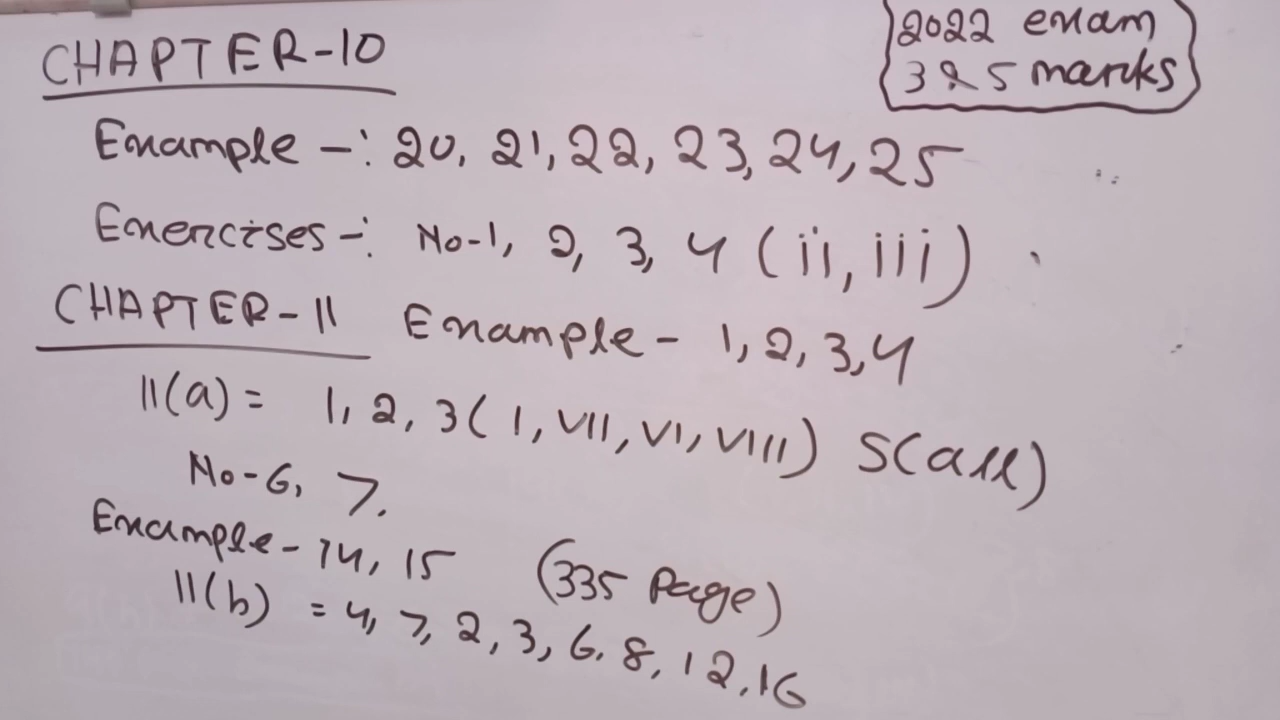 2022 exam
3 & 5 marks
CHAPTER-10
Example -: 20, 21, 22, 23, 24, 25
Exercises -: No-1, 2, 3, 4 (ii, iii)
CHAPTER-11 Example - 1, 2, 3, 4
11(a) = 1, 2, 3( I, VII, VI, VIII) 5(all)
No-6, 7.
Example - 14, 15 (335 Page)
11(b) = 4, 7, 2, 3, 6, 8, 12, 16